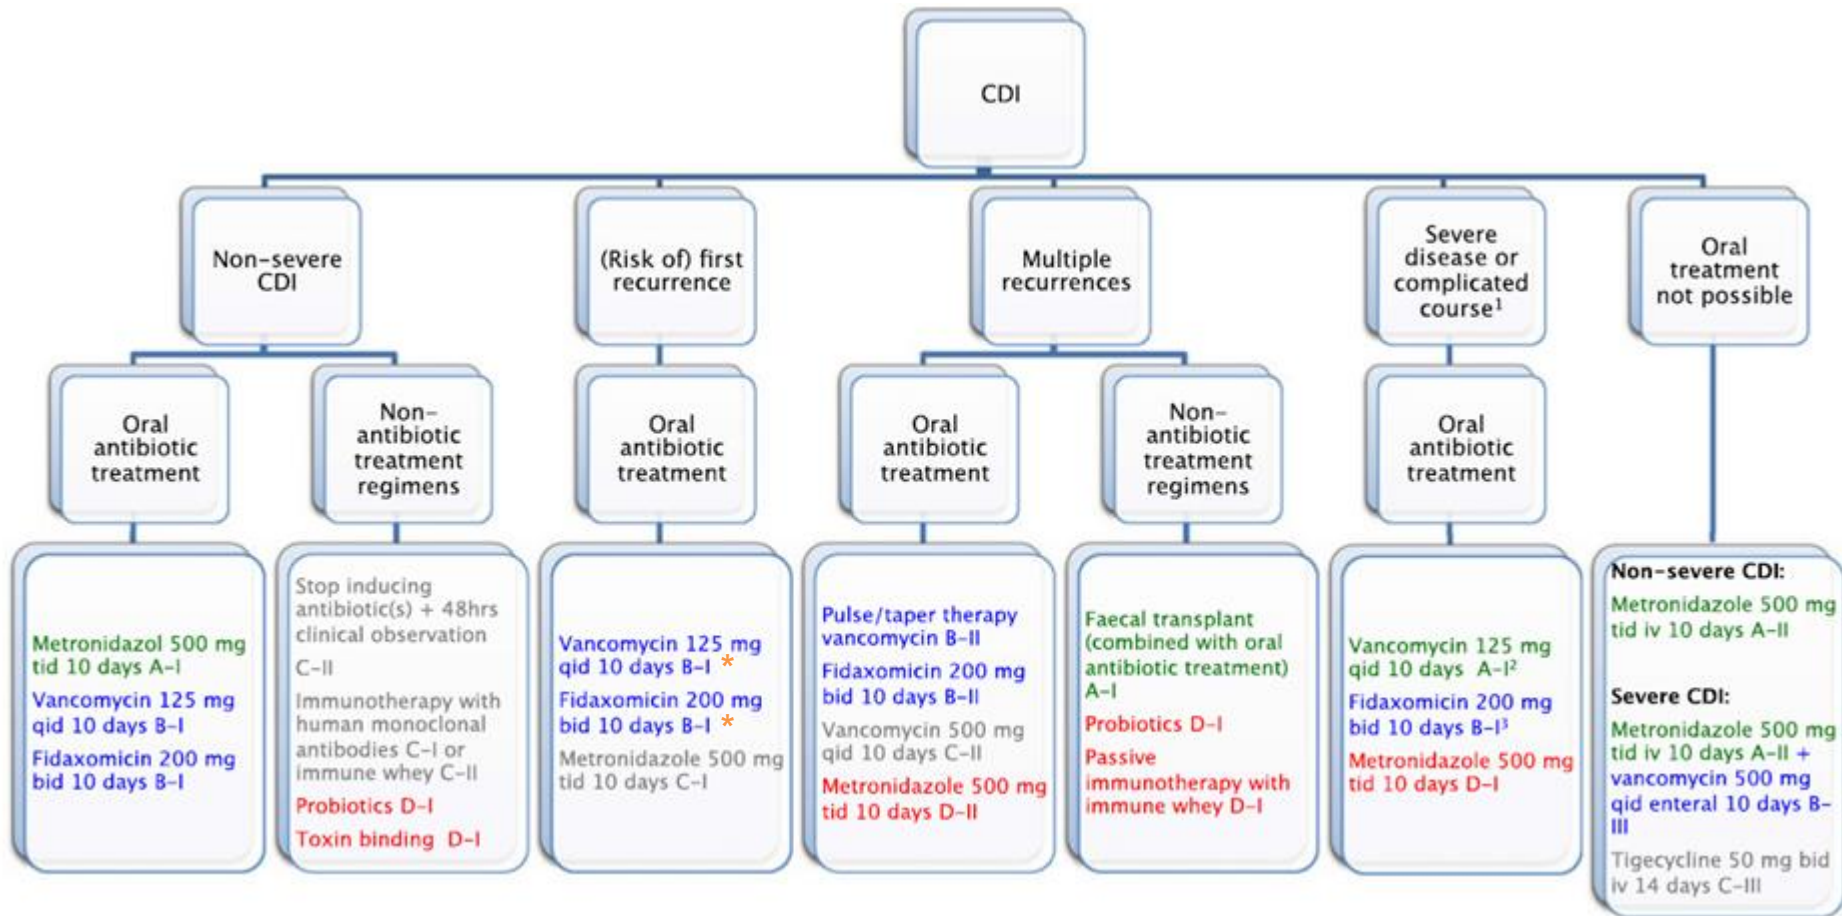 CDI
Non-severe
CDI
(Risk of) first
recurrence
Multiple
recurrences
Severe
disease or
complicated
course¹
Oral
treatment
not possible
Oral
antibiotic
treatment
Non-
antibiotic
treatment
regimens
Oral
antibiotic
treatment
Oral
antibiotic
treatment
Non-
antibiotic
treatment
regimens
Oral
antibiotic
treatment
Metronidazol 500 mg
tid 10 days A-I
Vancomycin 125 mg
qid 10 days B-I
Fidaxomicin 200 mg
bid 10 days B-I
Stop inducing
antibiotic(s) + 48hrs
clinical observation
C-II
Immunotherapy with
human monoclonal
antibodies C-I or
immune whey C-II
Probiotics D-I
Toxin binding D-I
Vancomycin 125 mg
qid 10 days B-I *
Fidaxomicin 200 mg
bid 10 days B-I *
Metronidazole 500 mg
tid 10 days C-I
Pulse/taper therapy
vancomycin B-II
Fidaxomicin 200 mg
bid 10 days B-II
Vancomycin 500 mg
qid 10 days C-II
Metronidazole 500 mg
tid 10 days D-II
Faecal transplant
(combined with oral
antibiotic treatment)
A-I
Probiotics D-I
Passive
immunotherapy with
immune whey D-I
Vancomycin 125 mg
qid 10 days A-I²
Fidaxomicin 200 mg
bid 10 days B-I³
Metronidazole 500 mg
tid 10 days D-I
Non-severe CDI:
Metronidazole 500 mg
tid iv 10 days A-II
Severe CDI:
Metronidazole 500 mg
tid iv 10 days A-II +
vancomycin 500 mg
qid enteral 10 days B-
III
Tigecycline 50 mg bid
iv 14 days C-III